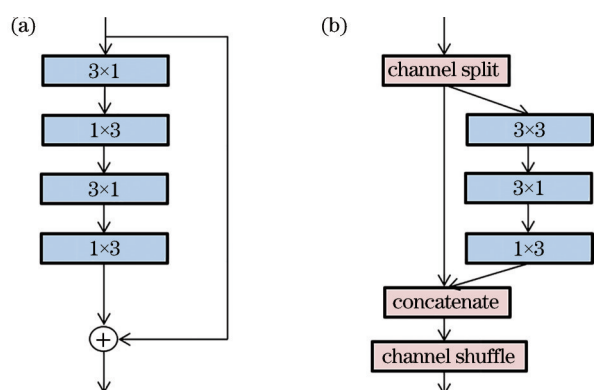 (a)
3×1
1×3
3×1
1×3
+
(b)
channel split
3×3
3×1
1×3
concatenate
channel shuffle